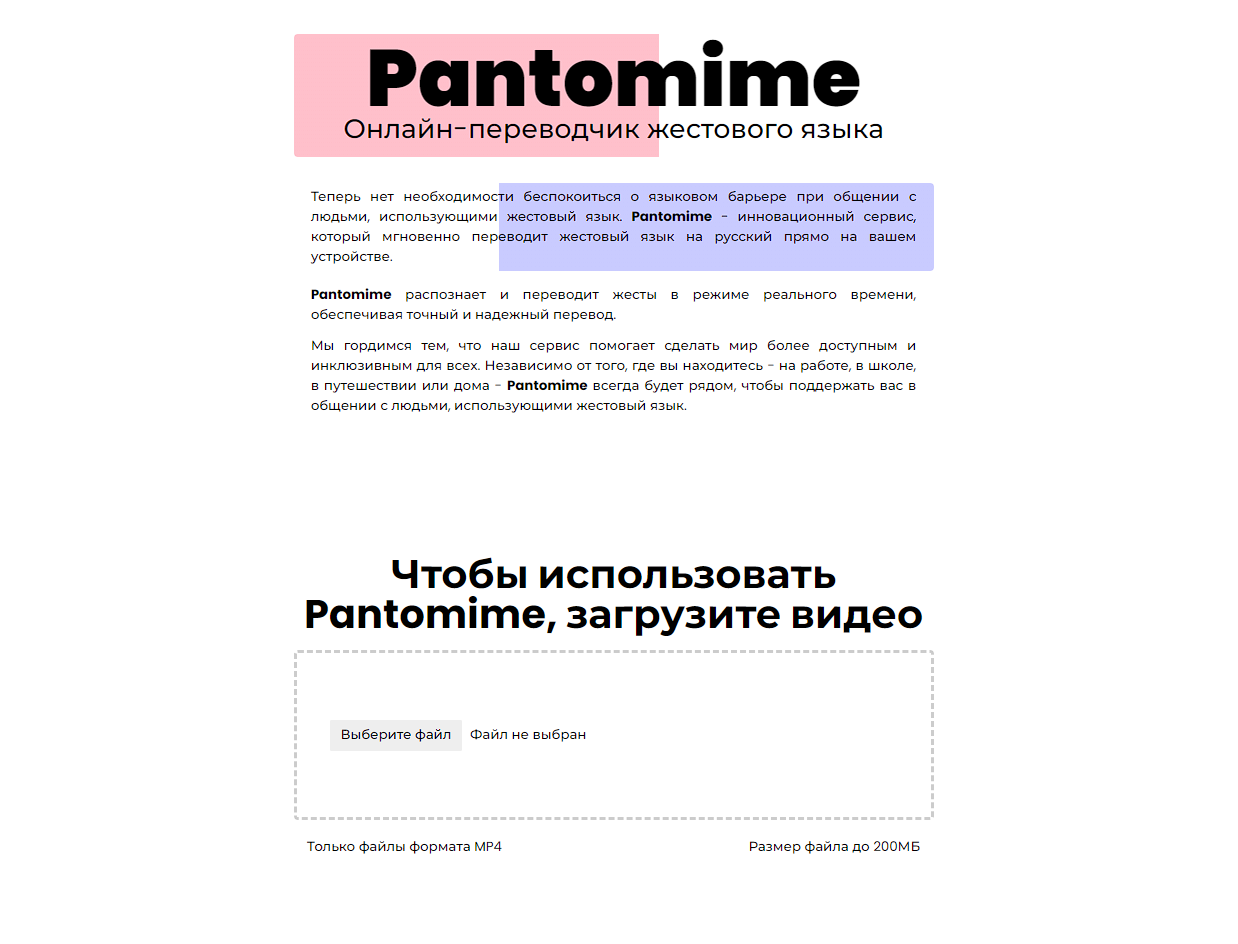 Pantomime
Онлайн-переводчик жестового языка
Теперь нет необходимости беспокоиться о языковом барьере при общении с
людьми, использующими жестовый язык. Pantomime - инновационный сервис,
который мгновенно переводит жестовый язык на русский прямо на вашем
устройстве.
Pantomime распознает и переводит жесты в режиме реального времени,
обеспечивая точный и надежный перевод.
Мы гордимся тем, что наш сервис помогает сделать мир более доступным и
инклюзивным для всех. Независимо от того, где вы находитесь - на работе, в школе,
в путешествии или дома - Pantomime всегда будет рядом, чтобы поддержать вас в
общении с людьми, использующими жестовый язык.
Чтобы использовать
Pantomime, загрузите видео
Выберите файл Файл не выбран
Только файлы формата MP4 Размер файла до 200МБ